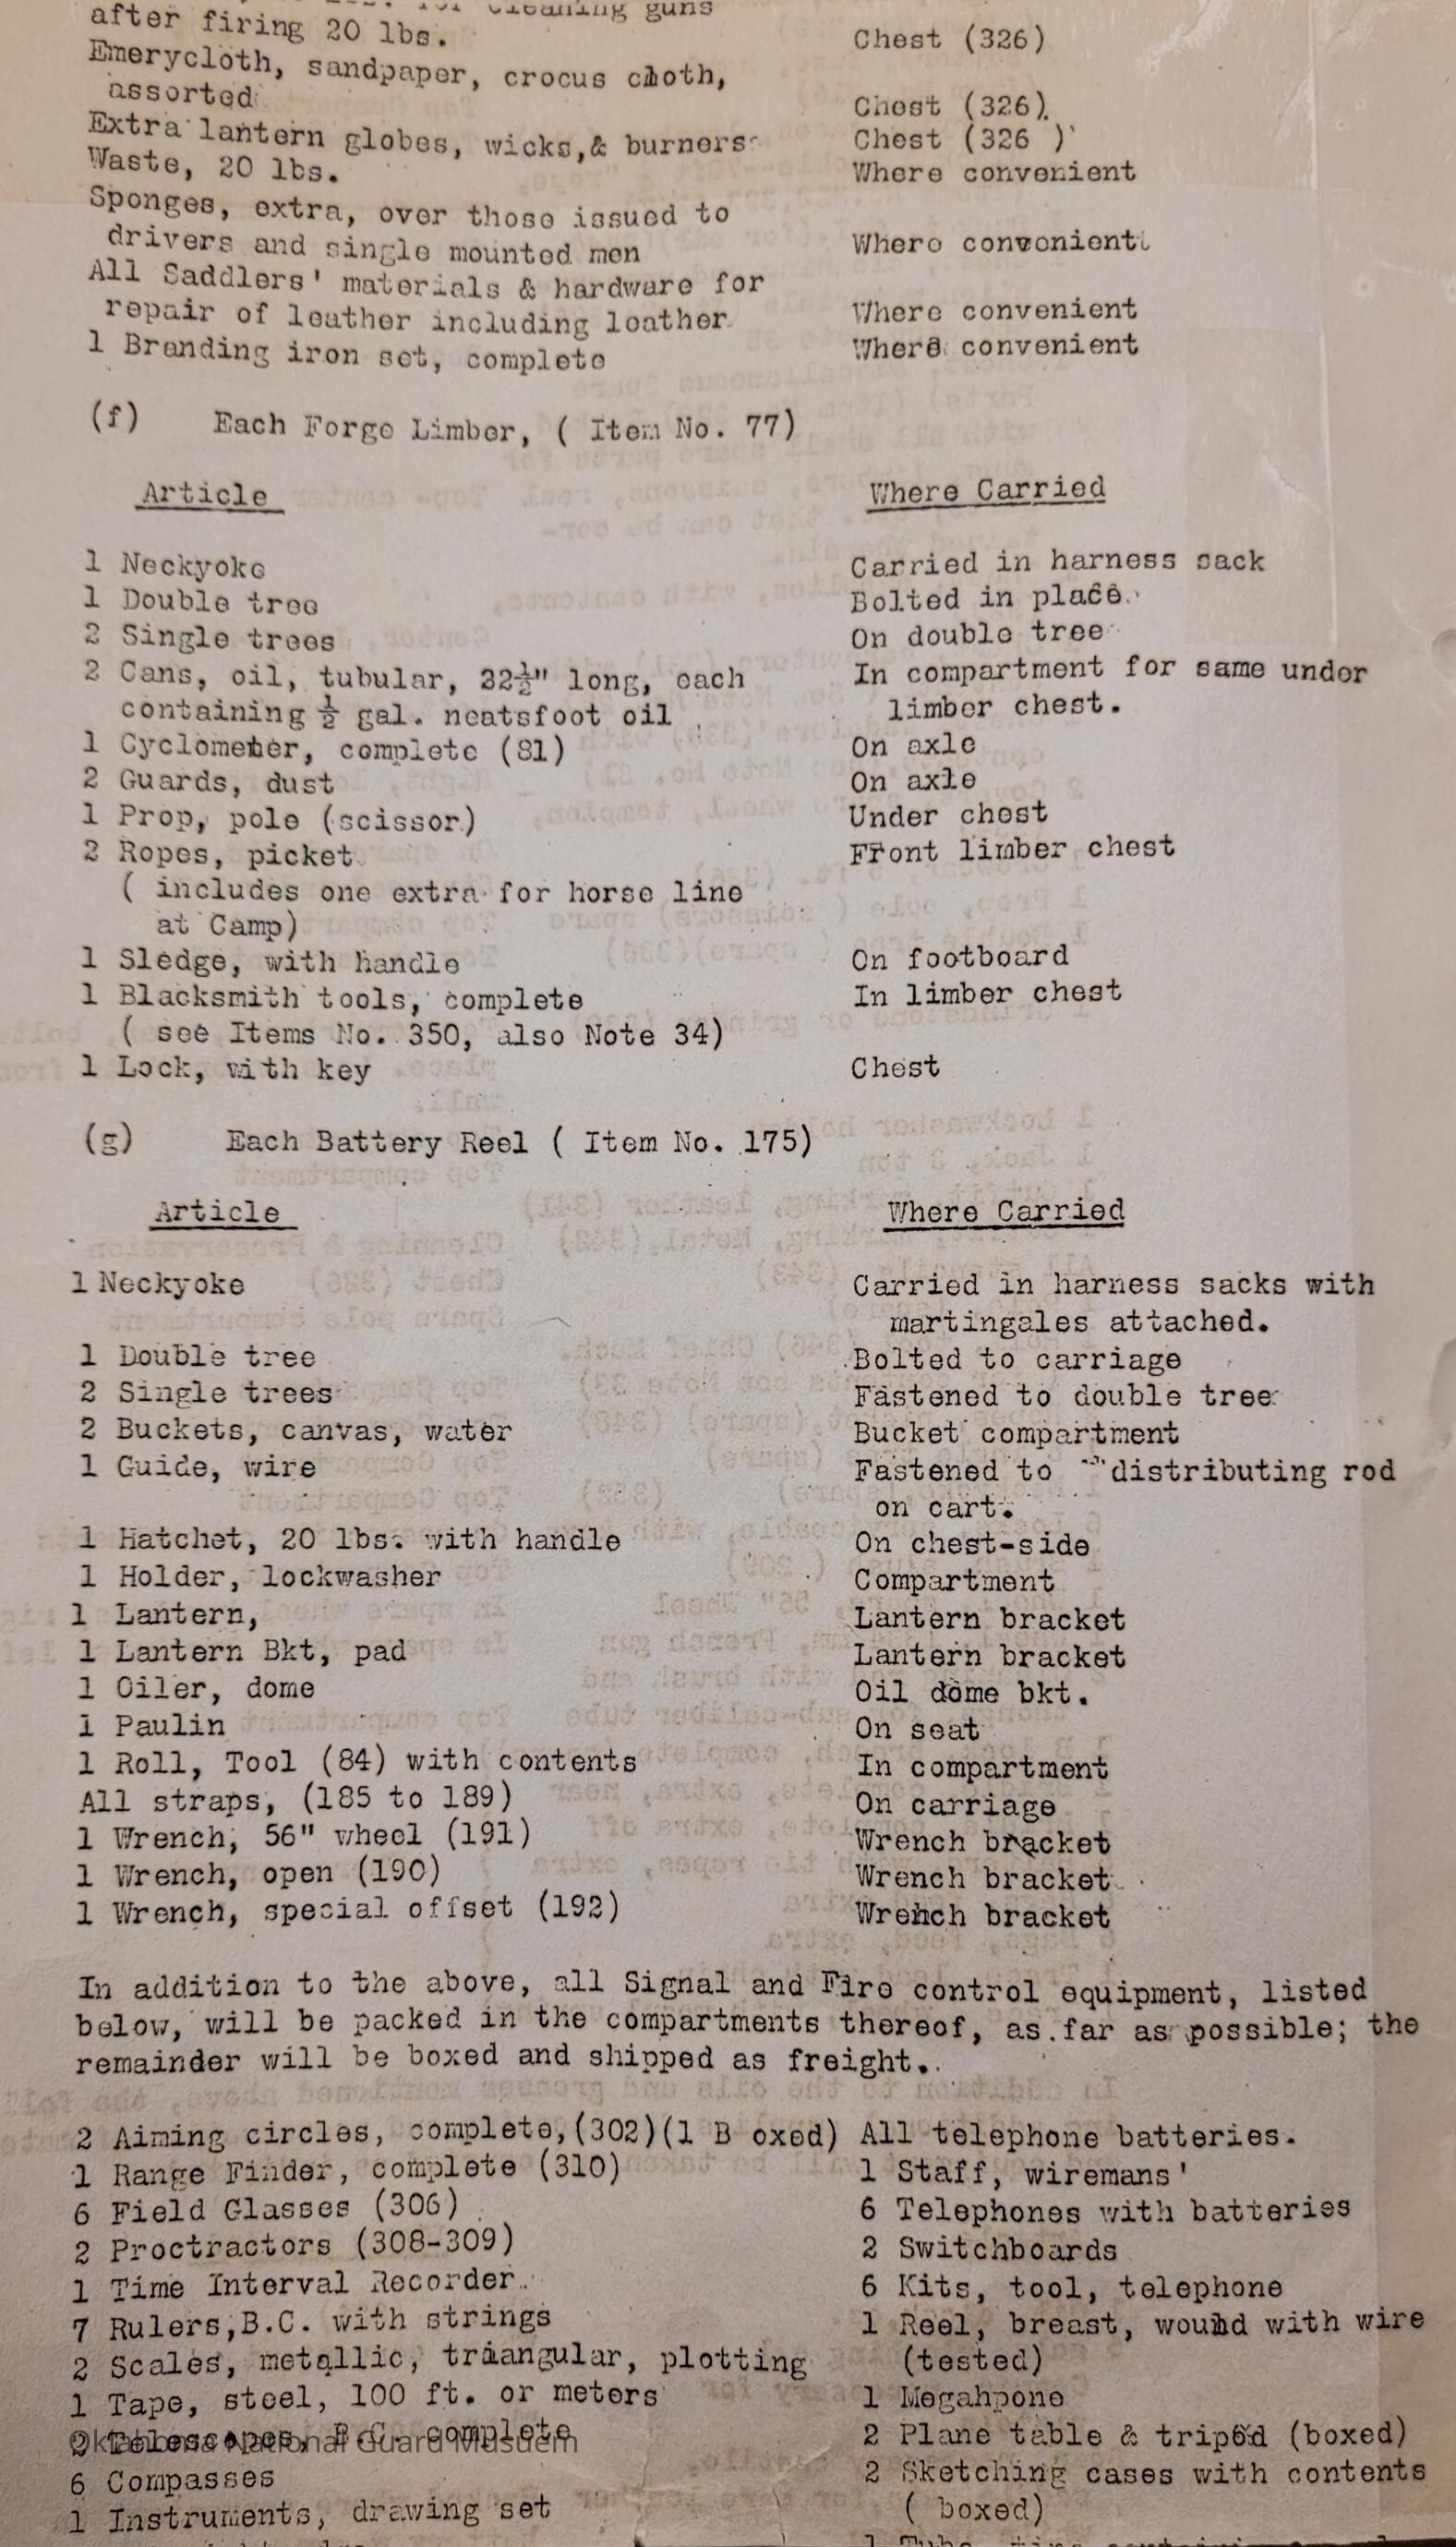 for cleaning guns
after firing 20 lbs. Chest (326)
Emerycloth, sandpaper, crocus cloth,
assorted Chest (326)
Extra lantern globes, wicks,& burners Chest (326 )
Waste, 20 lbs. Where convenient
Sponges, extra, over those issued to
drivers and single mounted men Where convenient
All Saddlers' materials & hardware for
repair of leather including leather Where convenient
1 Branding iron set, complete Where convenient
(f) Each Forge Limber, ( Item No. 77)
Article Where Carried
1 Neckyoke Carried in harness sack
1 Double tree Bolted in place
2 Single trees On double tree
2 Cans, oil, tubular, 22½" long, each In compartment for same under
containing ½ gal. neatsfoot oil limber chest.
1 Cyclometer, complete (81) On axle
2 Guards, dust On axle
1 Prop, pole (scissor) Under chest
2 Ropes, picket Front limber chest
( includes one extra for horse line
at Camp)
1 Sledge, with handle On footboard
1 Blacksmith tools, complete In limber chest
( see Items No. 350, also Note 34)
1 Lock, with key Chest
(g) Each Battery Reel ( Item No. 175)
Article Where Carried
1 Neckyoke Carried in harness sacks with
martingales attached.
1 Double tree Bolted to carriage
2 Single trees Fastened to double tree
2 Buckets, canvas, water Bucket compartment
1 Guide, wire Fastened to distributing rod
on cart.
1 Hatchet, 20 lbs. with handle On chest-side
1 Holder, lockwasher Compartment
1 Lantern, Lantern bracket
1 Lantern Bkt, pad Lantern bracket
1 Oiler, dome Oil dome bkt.
1 Paulin On seat
1 Roll, Tool (84) with contents In compartment
All straps, (185 to 189) On carriage
1 Wrench, 56" wheel (191) Wrench bracket
1 Wrench, open (190) Wrench bracket
1 Wrench, special offset (192) Wrench bracket
In addition to the above, all Signal and Fire control equipment, listed
below, will be packed in the compartments thereof, as far as possible; the
remainder will be boxed and shipped as freight.
2 Aiming circles, complete,(302)(1 B oxed) All telephone batteries.
1 Range Finder, complete (310) 1 Staff, wiremans'
6 Field Glasses (306) 6 Telephones with batteries
2 Proctractors (308-309) 2 Switchboards
1 Time Interval Recorder. 6 Kits, tool, telephone
7 Rulers,B.C. with strings 1 Reel, breast, wound with wire
2 Scales, metallic, triangular, plotting (tested)
1 Tape, steel, 100 ft. or meters 1 Megahpone
2 Telescopes, B.C. complete 2 Plane table & tripod (boxed)
Oklahoma National Guard Musuem
6 Compasses 2 Sketching cases with contents
1 Instruments, drawing set ( boxed)